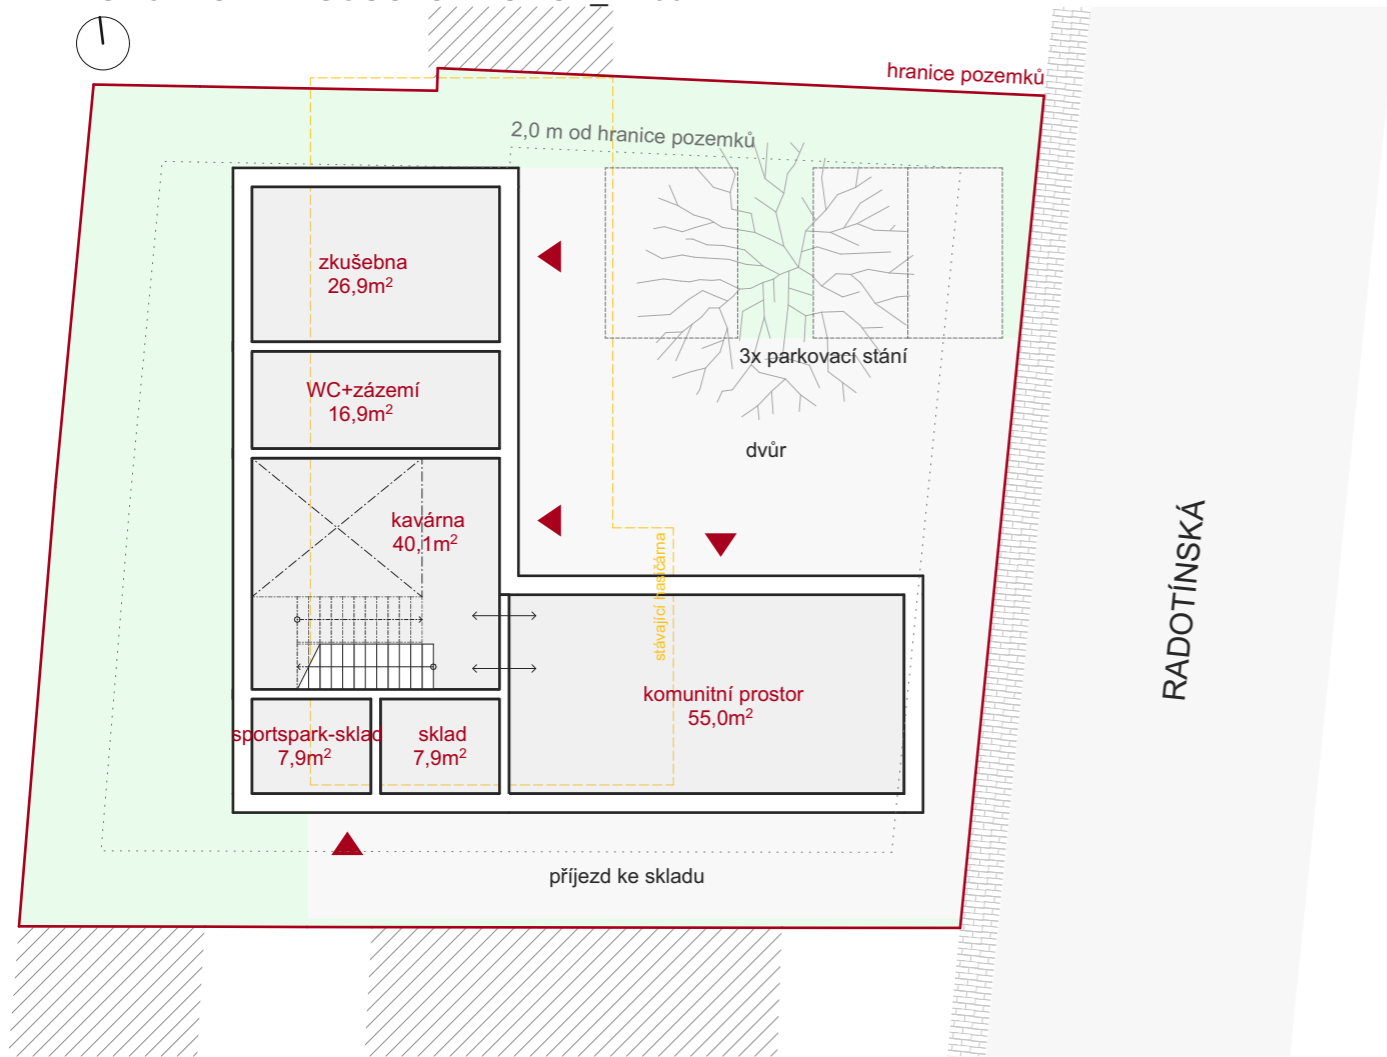 hranice pozemků
2,0 m od hranice pozemků
zkušebna
26,9m²
3x parkovací stání
WC+zázemí
16,9m²
dvůr
kavárna
40,1m²
stávající hasičárna
RADOTÍNSKÁ
komunitní prostor
55,0m²
sportspark-sklad
7,9m²
sklad
7,9m²
příjezd ke skladu